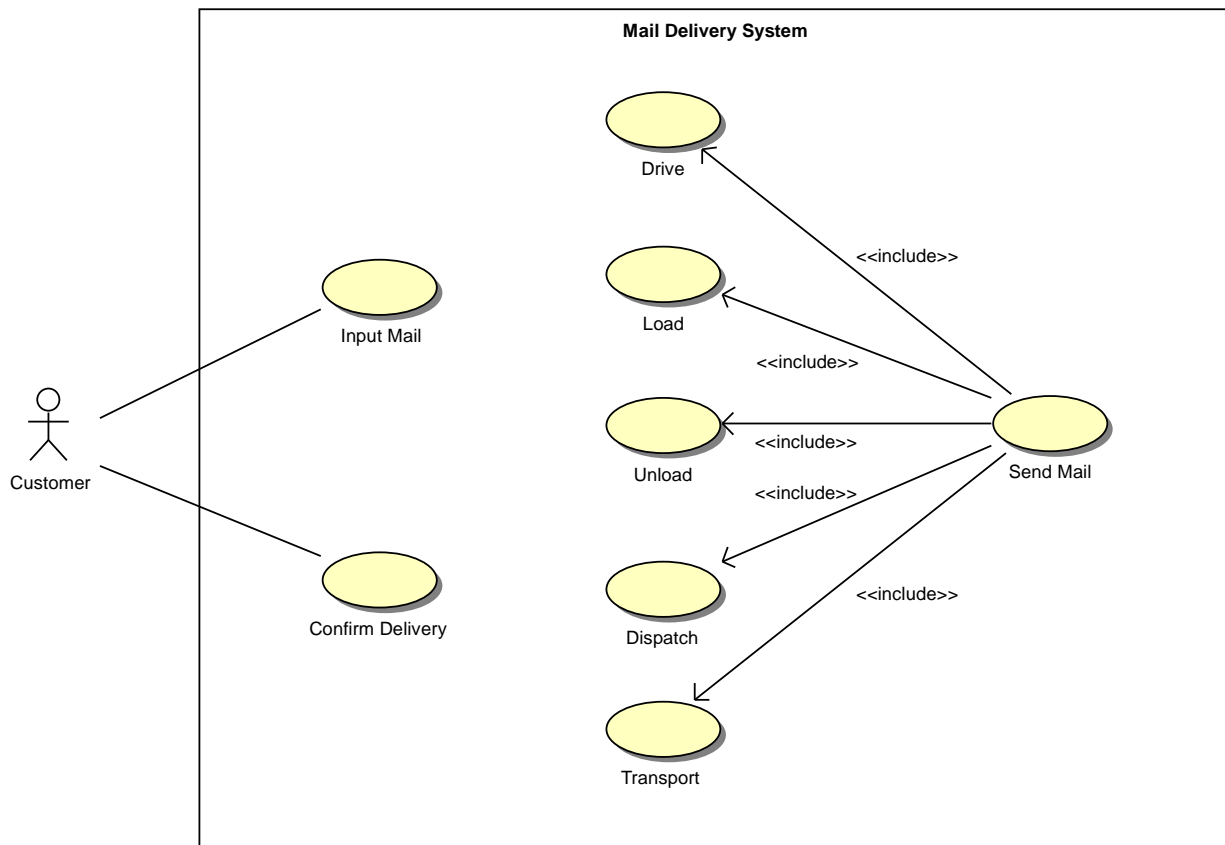 Mail Delivery System
Drive
<<include>>
Load
Input Mail
<<include>>
<<include>>
Unload
Send Mail
Customer
<<include>>
<<include>>
Confirm Delivery
Dispatch
Transport